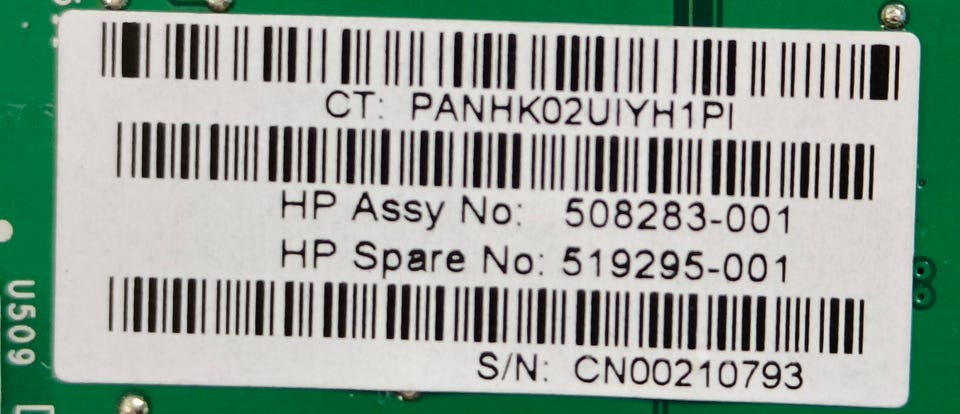 CT: PANHK02UIYH1PI
HP Assy No: 508283-001
HP Spare No: 519295-001
S/N: CN00210793
U509